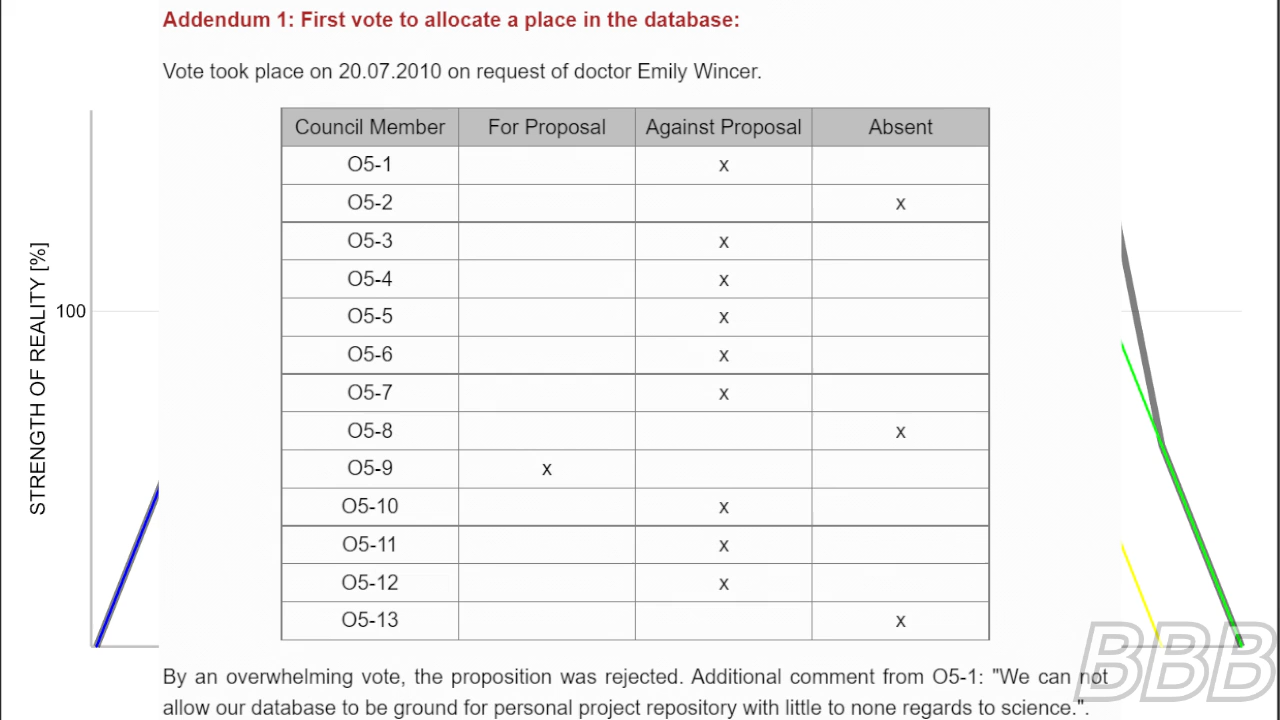 Addendum 1: First vote to allocate a place in the database:
Vote took place on 20.07.2010 on request of doctor Emily Wincer.
Council Member For Proposal Against Proposal Absent
O5-1 x
O5-2 x
O5-3 x
O5-4 x
O5-5 x
O5-6 x
O5-7 x
O5-8 x
O5-9 x
O5-10 x
O5-11 x
O5-12 x
O5-13 x
By an overwhelming vote, the proposition was rejected. Additional comment from O5-1: "We can not
allow our database to be ground for personal project repository with little to none regards to science.".
STRENGTH OF REALITY [%]
100
BBB